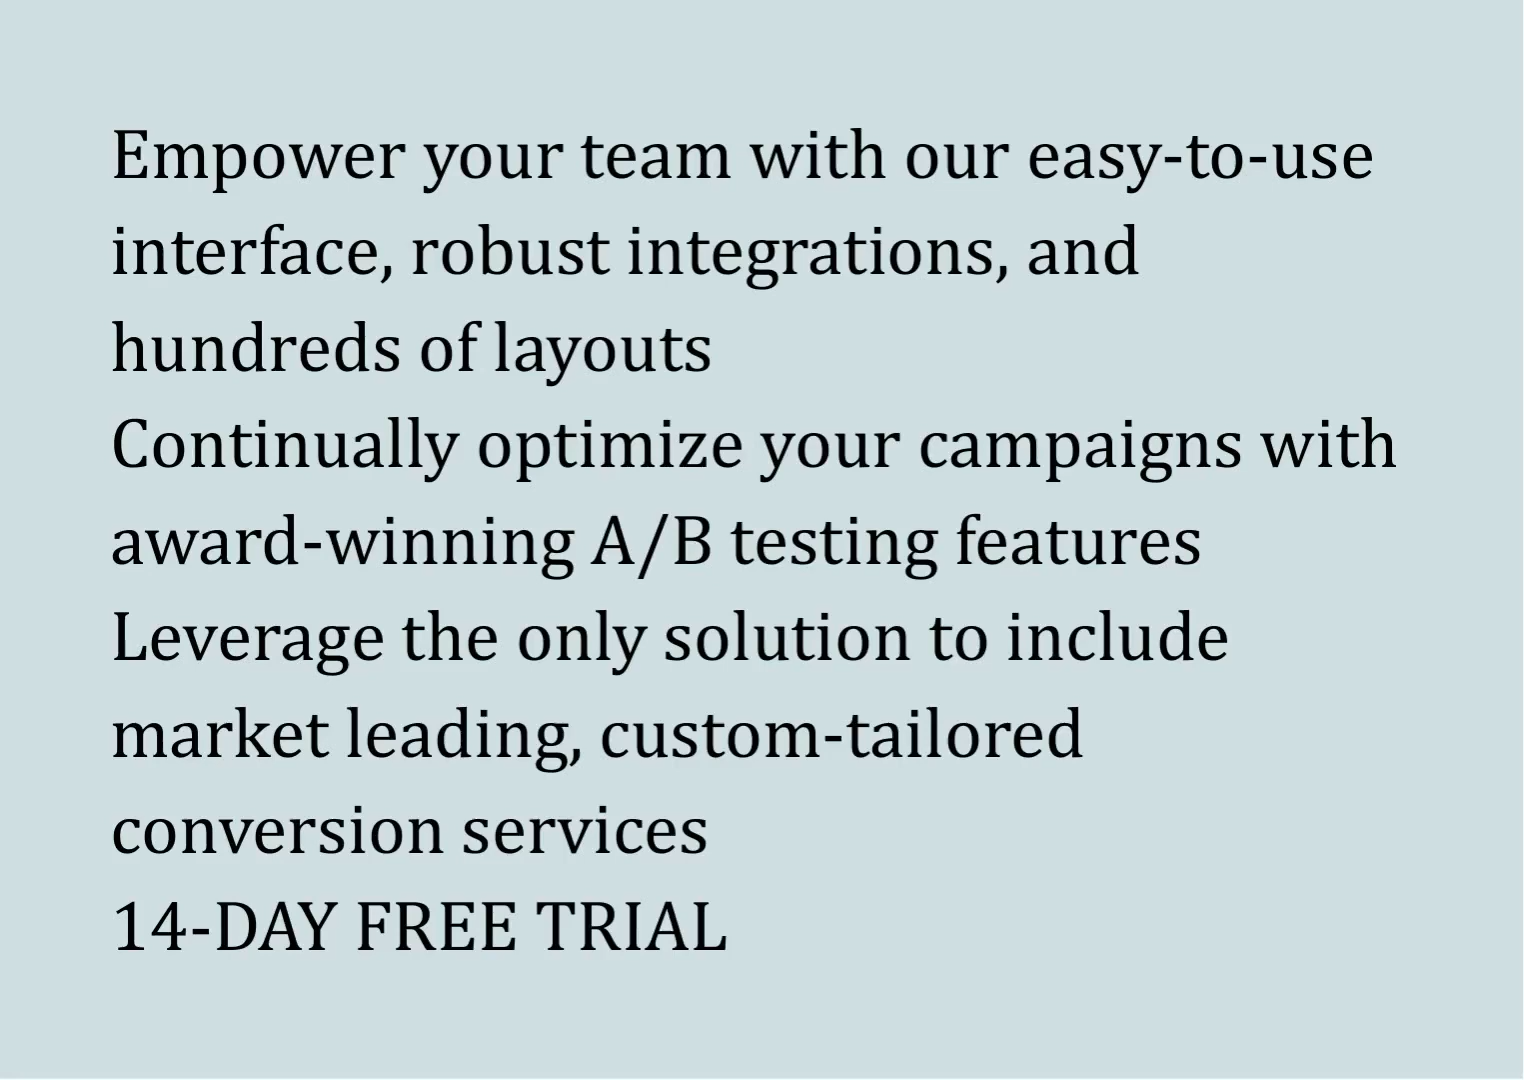 Empower your team with our easy-to-use
interface, robust integrations, and
hundreds of layouts
Continually optimize your campaigns with
award-winning A/B testing features
Leverage the only solution to include
market leading, custom-tailored
conversion services
14-DAY FREE TRIAL